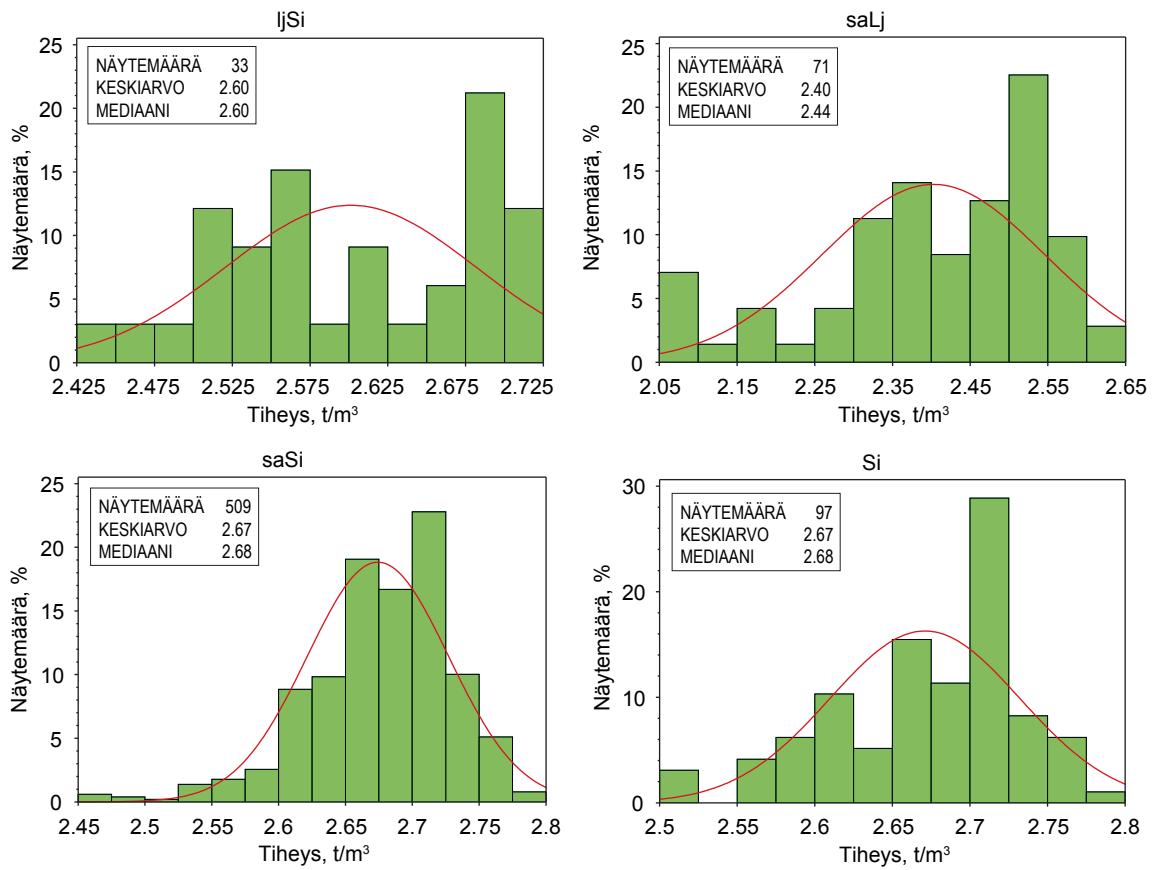 ljSi
NÄYTEMÄÄRÄ 33
KESKIARVO 2.60
MEDIAANI 2.60
Näytemäärä, %
25
20
15
10
5
0
2.425 2.475 2.525 2.575 2.625 2.675 2.725
Tiheys, t/m³
saLj
NÄYTEMÄÄRÄ 71
KESKIARVO 2.40
MEDIAANI 2.44
Näytemäärä, %
25
20
15
10
5
0
2.05 2.15 2.25 2.35 2.45 2.55 2.65
Tiheys, t/m³
saSi
NÄYTEMÄÄRÄ 509
KESKIARVO 2.67
MEDIAANI 2.68
Näytemäärä, %
25
20
15
10
5
0
2.45 2.5 2.55 2.6 2.65 2.7 2.75 2.8
Tiheys, t/m³
Si
NÄYTEMÄÄRÄ 97
KESKIARVO 2.67
MEDIAANI 2.68
Näytemäärä, %
30
20
10
0
2.5 2.55 2.6 2.65 2.7 2.75 2.8
Tiheys, t/m³